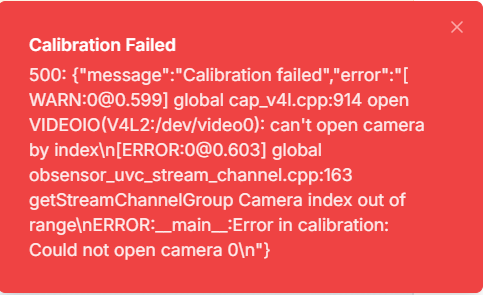 Calibration Failed
500: {"message":"Calibration failed","error":"[
WARN:0@0.599] global cap_v4l.cpp:914 open
VIDEOIO(V4L2:/dev/video0): can't open camera
by index\n[ERROR:0@0.603] global
obsensor_uvc_stream_channel.cpp:163
getStreamChannelGroup Camera index out of
range\nERROR:__main__:Error in calibration:
Could not open camera 0\n"}